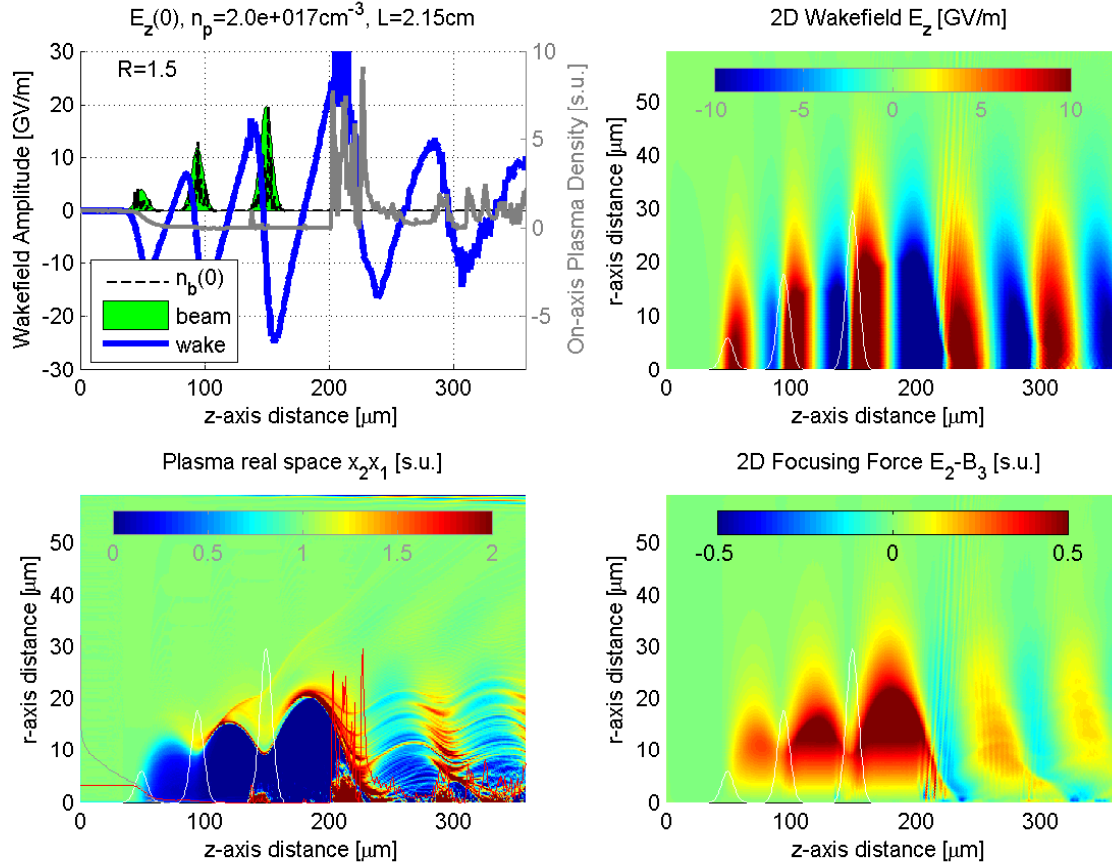 E_z(0), n_p=2.0e+017cm^-3, L=2.15cm
R=1.5
Wakefield Amplitude [GV/m]
30
20
10
0
-10
-20
-30
10
5
0
-5
On-axis Plasma Density [s.u.]
n_b(0)
beam
wake
0 100 200 300
z-axis distance [μm]
2D Wakefield E_z [GV/m]
-10 -5 0 5 10
r-axis distance [μm]
50
40
30
20
10
0
0 100 200 300
z-axis distance [μm]
Plasma real space x_2x_1 [s.u.]
0 0.5 1 1.5 2
r-axis distance [μm]
50
40
30
20
10
0
0 100 200 300
z-axis distance [μm]
2D Focusing Force E_2-B_3 [s.u.]
-0.5 0 0.5
r-axis distance [μm]
50
40
30
20
10
0
0 100 200 300
z-axis distance [μm]